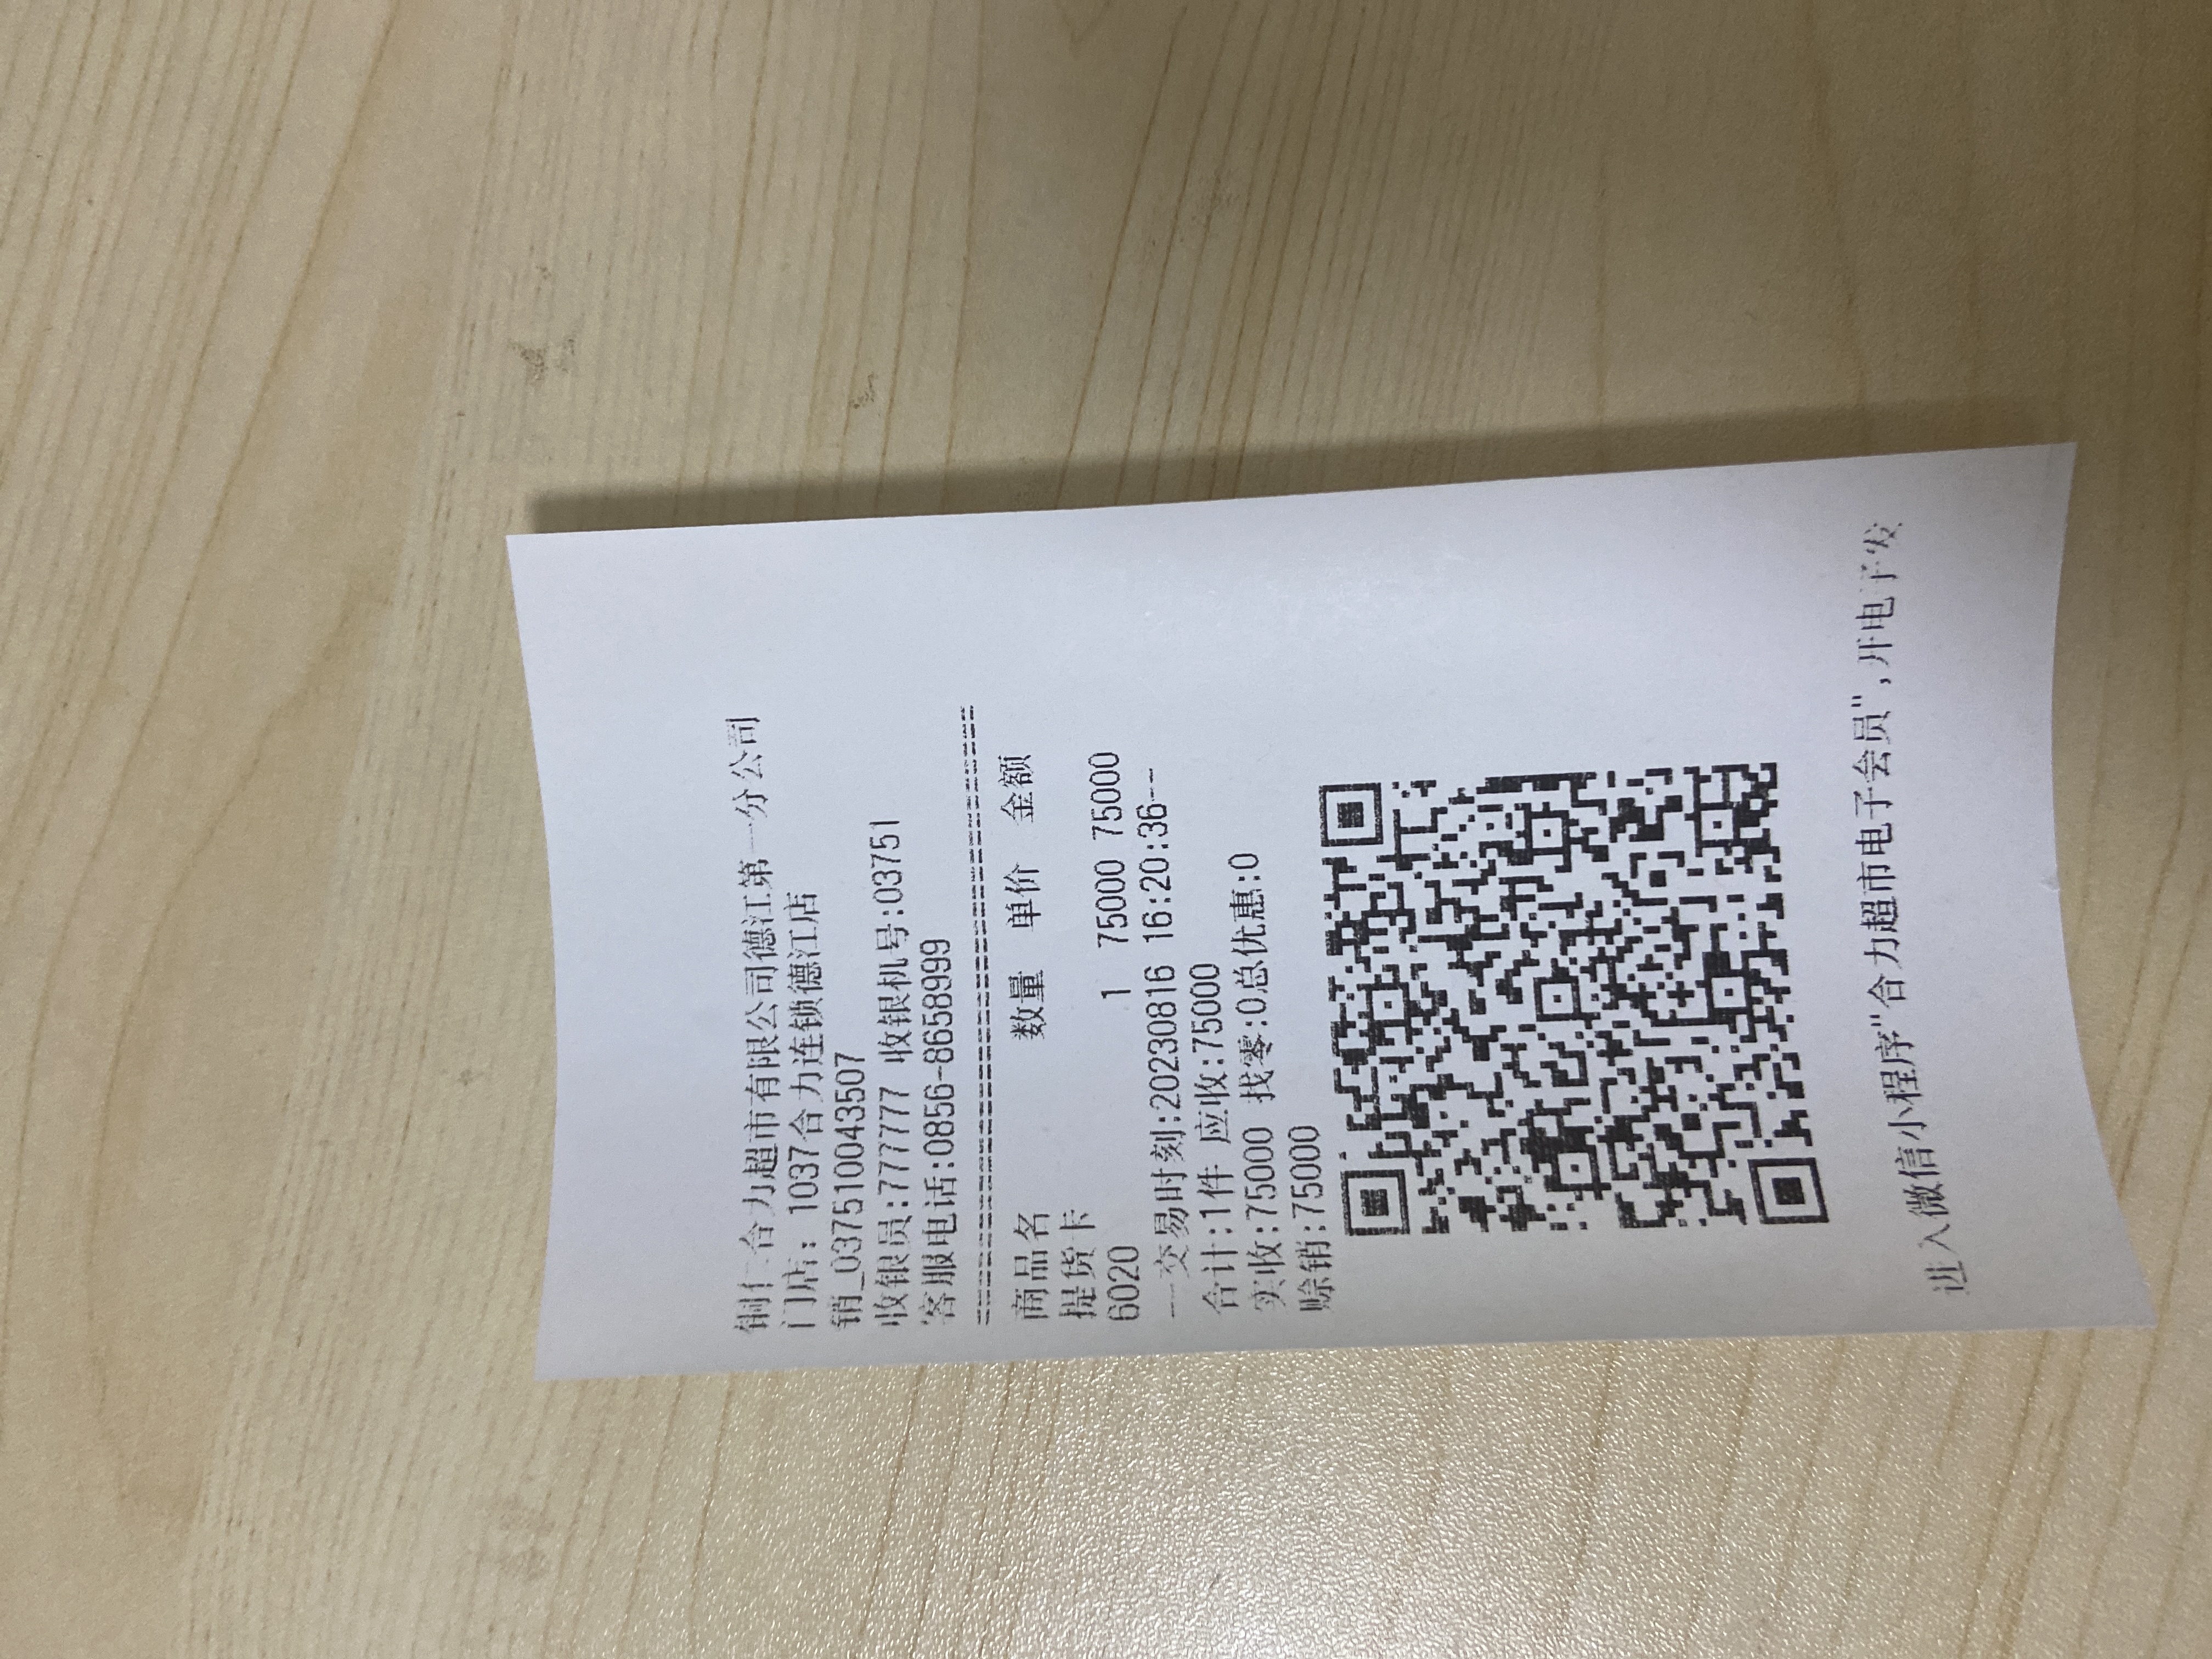 铜仁合力超市有限公司德江第一分公司
门店：1037合力连锁德江店
销_037510043507
收银员:777777 收银机号:03751
客服电话:0856-8658999
================================
商品名 数量 单价 金额
提货卡
6020 1 75000 75000
--交易时刻:20230816 16:20:36--
合计:1件 应收:75000
实收:75000 找零:0总优惠:0
赊销:75000
进入微信小程序"合力超市电子会员",开电子发